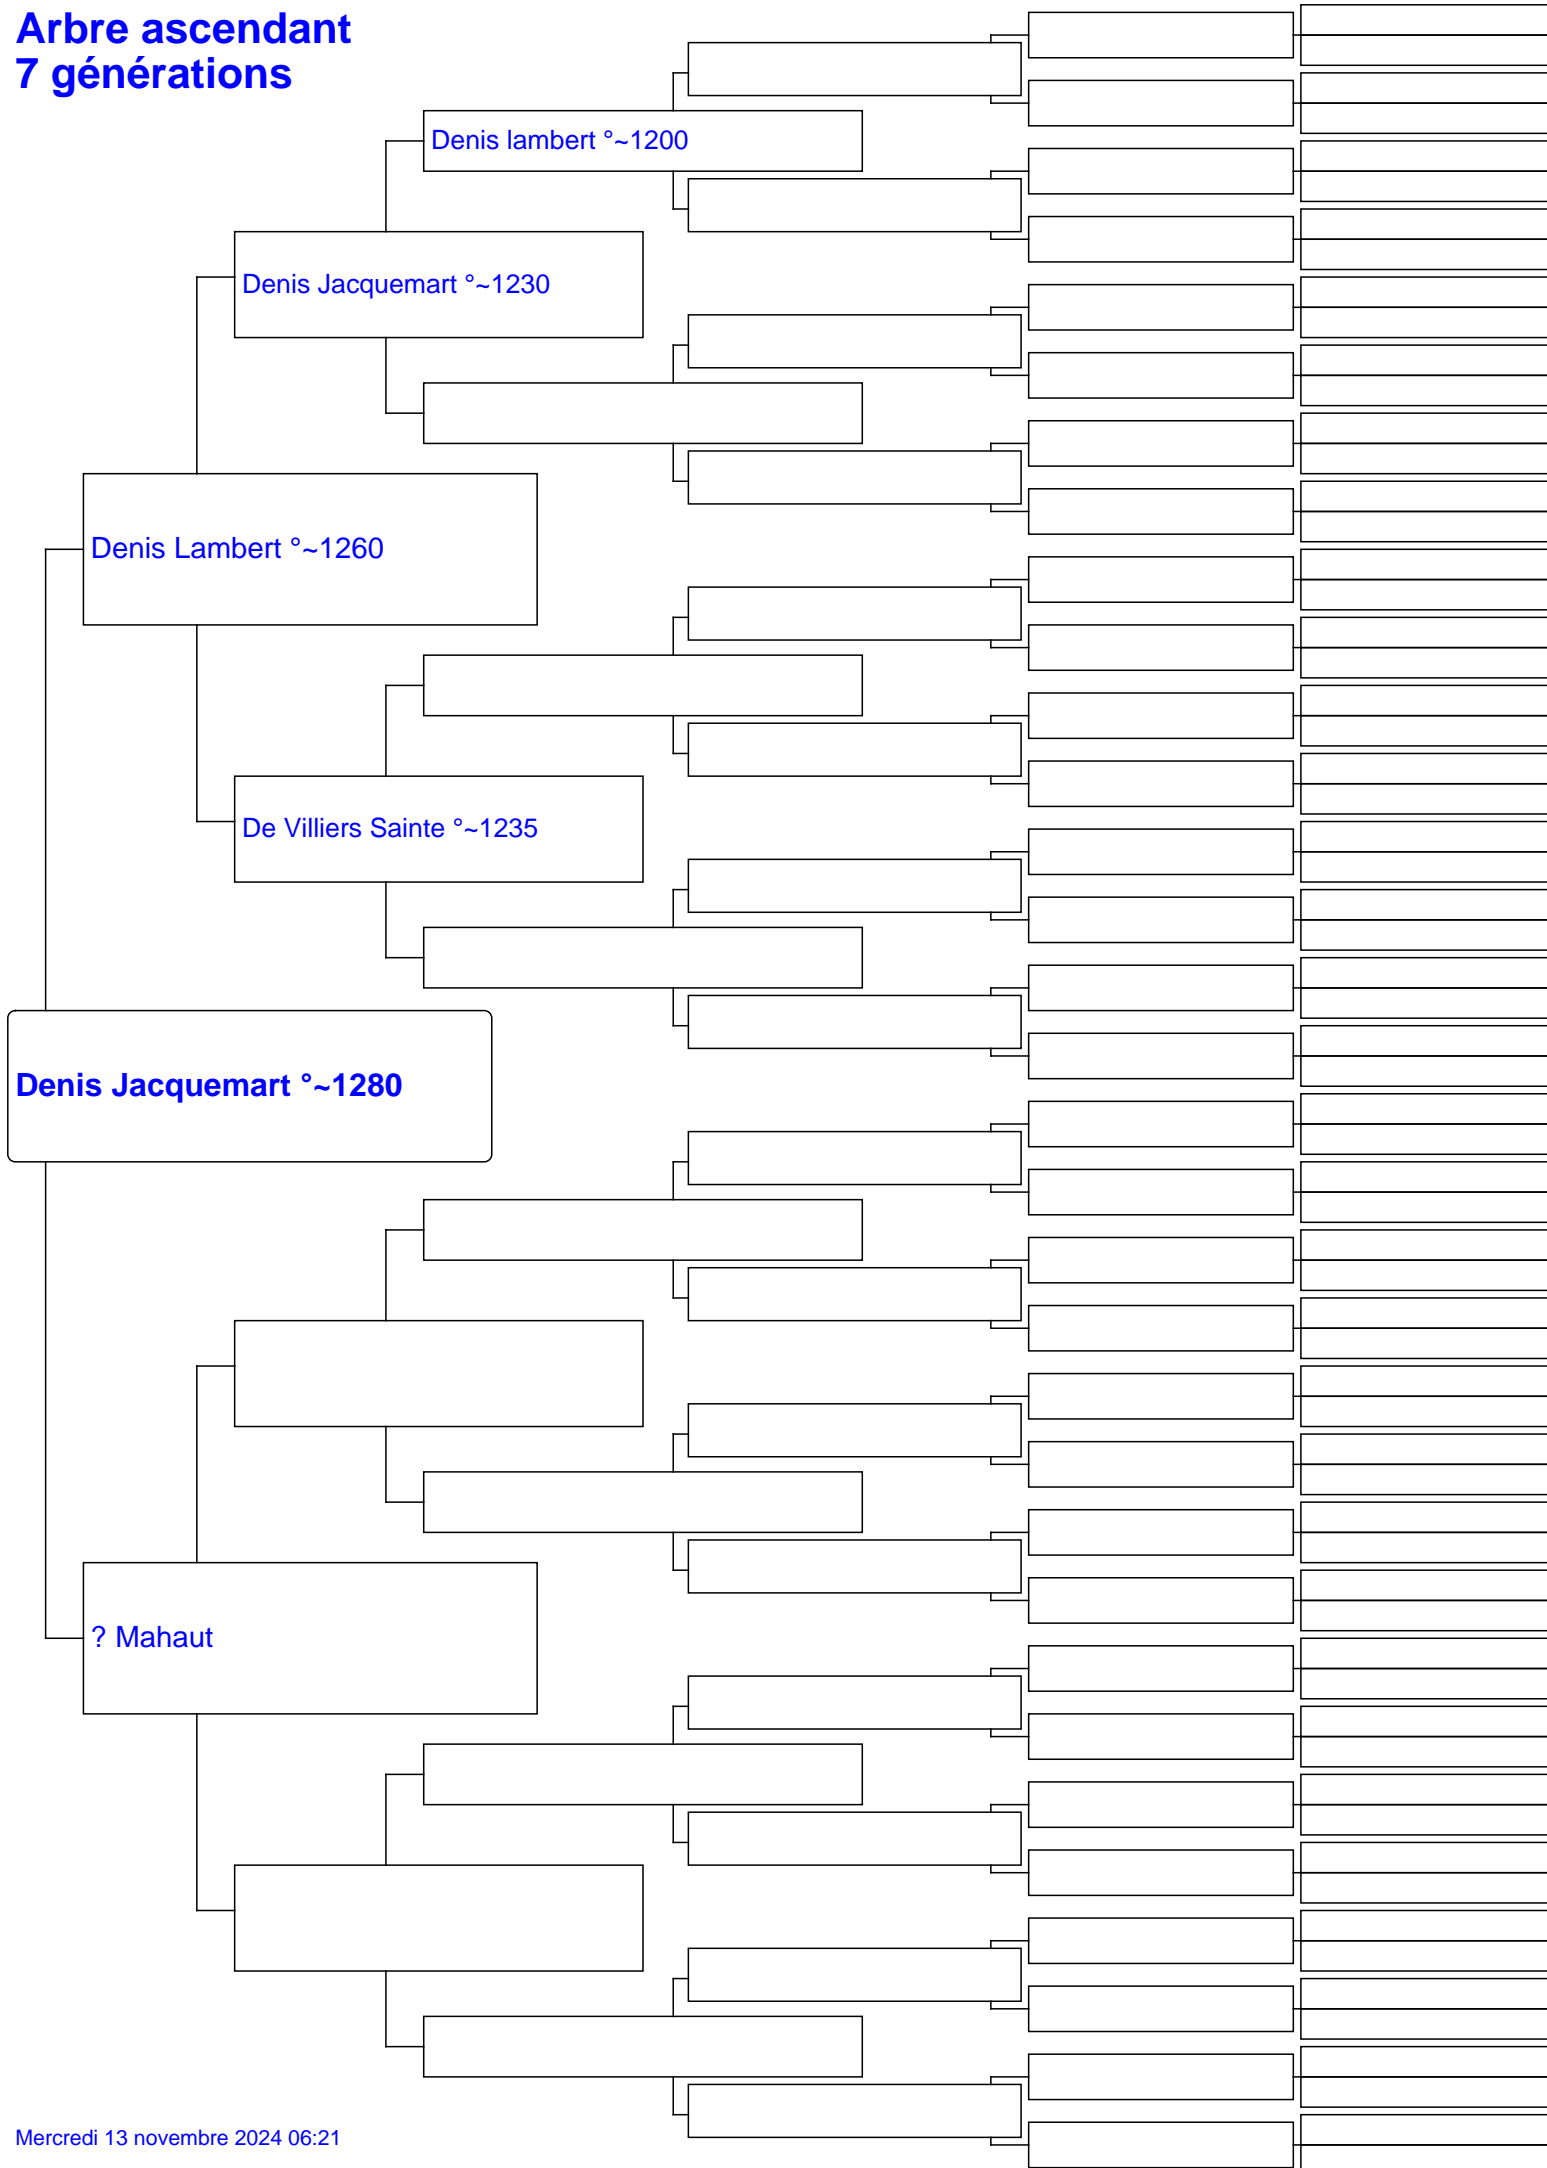 Arbre ascendant
7 générations
Denis lambert °~1200
Denis Jacquemart °~1230
Denis Lambert °~1260
De Villiers Sainte °~1235
Denis Jacquemart °~1280
? Mahaut
Mercredi 13 novembre 2024 06:21